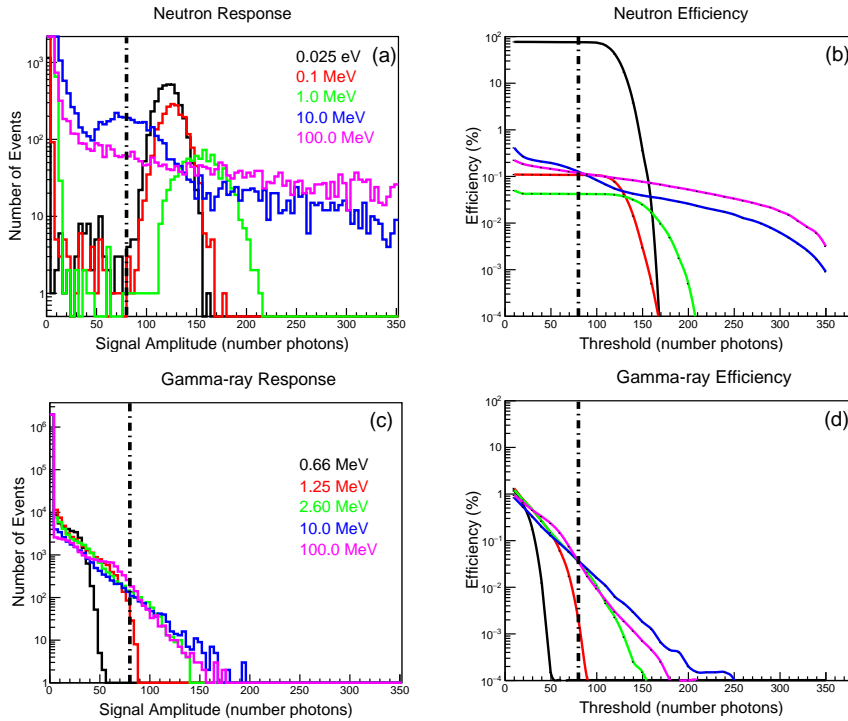 Neutron Response
Number of Events
10³
10²
10
1
(a)
0.025 eV
0.1 MeV
1.0 MeV
10.0 MeV
100.0 MeV
0 50 100 150 200 250 300 350
Signal Amplitude (number photons)
Neutron Efficiency
Efficiency (%)
10²
10
1
10⁻¹
10⁻²
10⁻³
10⁻⁴
(b)
0 50 100 150 200 250 300 350
Threshold (number photons)
Gamma-ray Response
Number of Events
10⁶
10⁵
10⁴
10³
10²
10
1
(c)
0.66 MeV
1.25 MeV
2.60 MeV
10.0 MeV
100.0 MeV
0 50 100 150 200 250 300 350
Signal Amplitude (number photons)
Gamma-ray Efficiency
Efficiency (%)
10²
10
1
10⁻¹
10⁻²
10⁻³
10⁻⁴
(d)
0 50 100 150 200 250 300 350
Threshold (number photons)